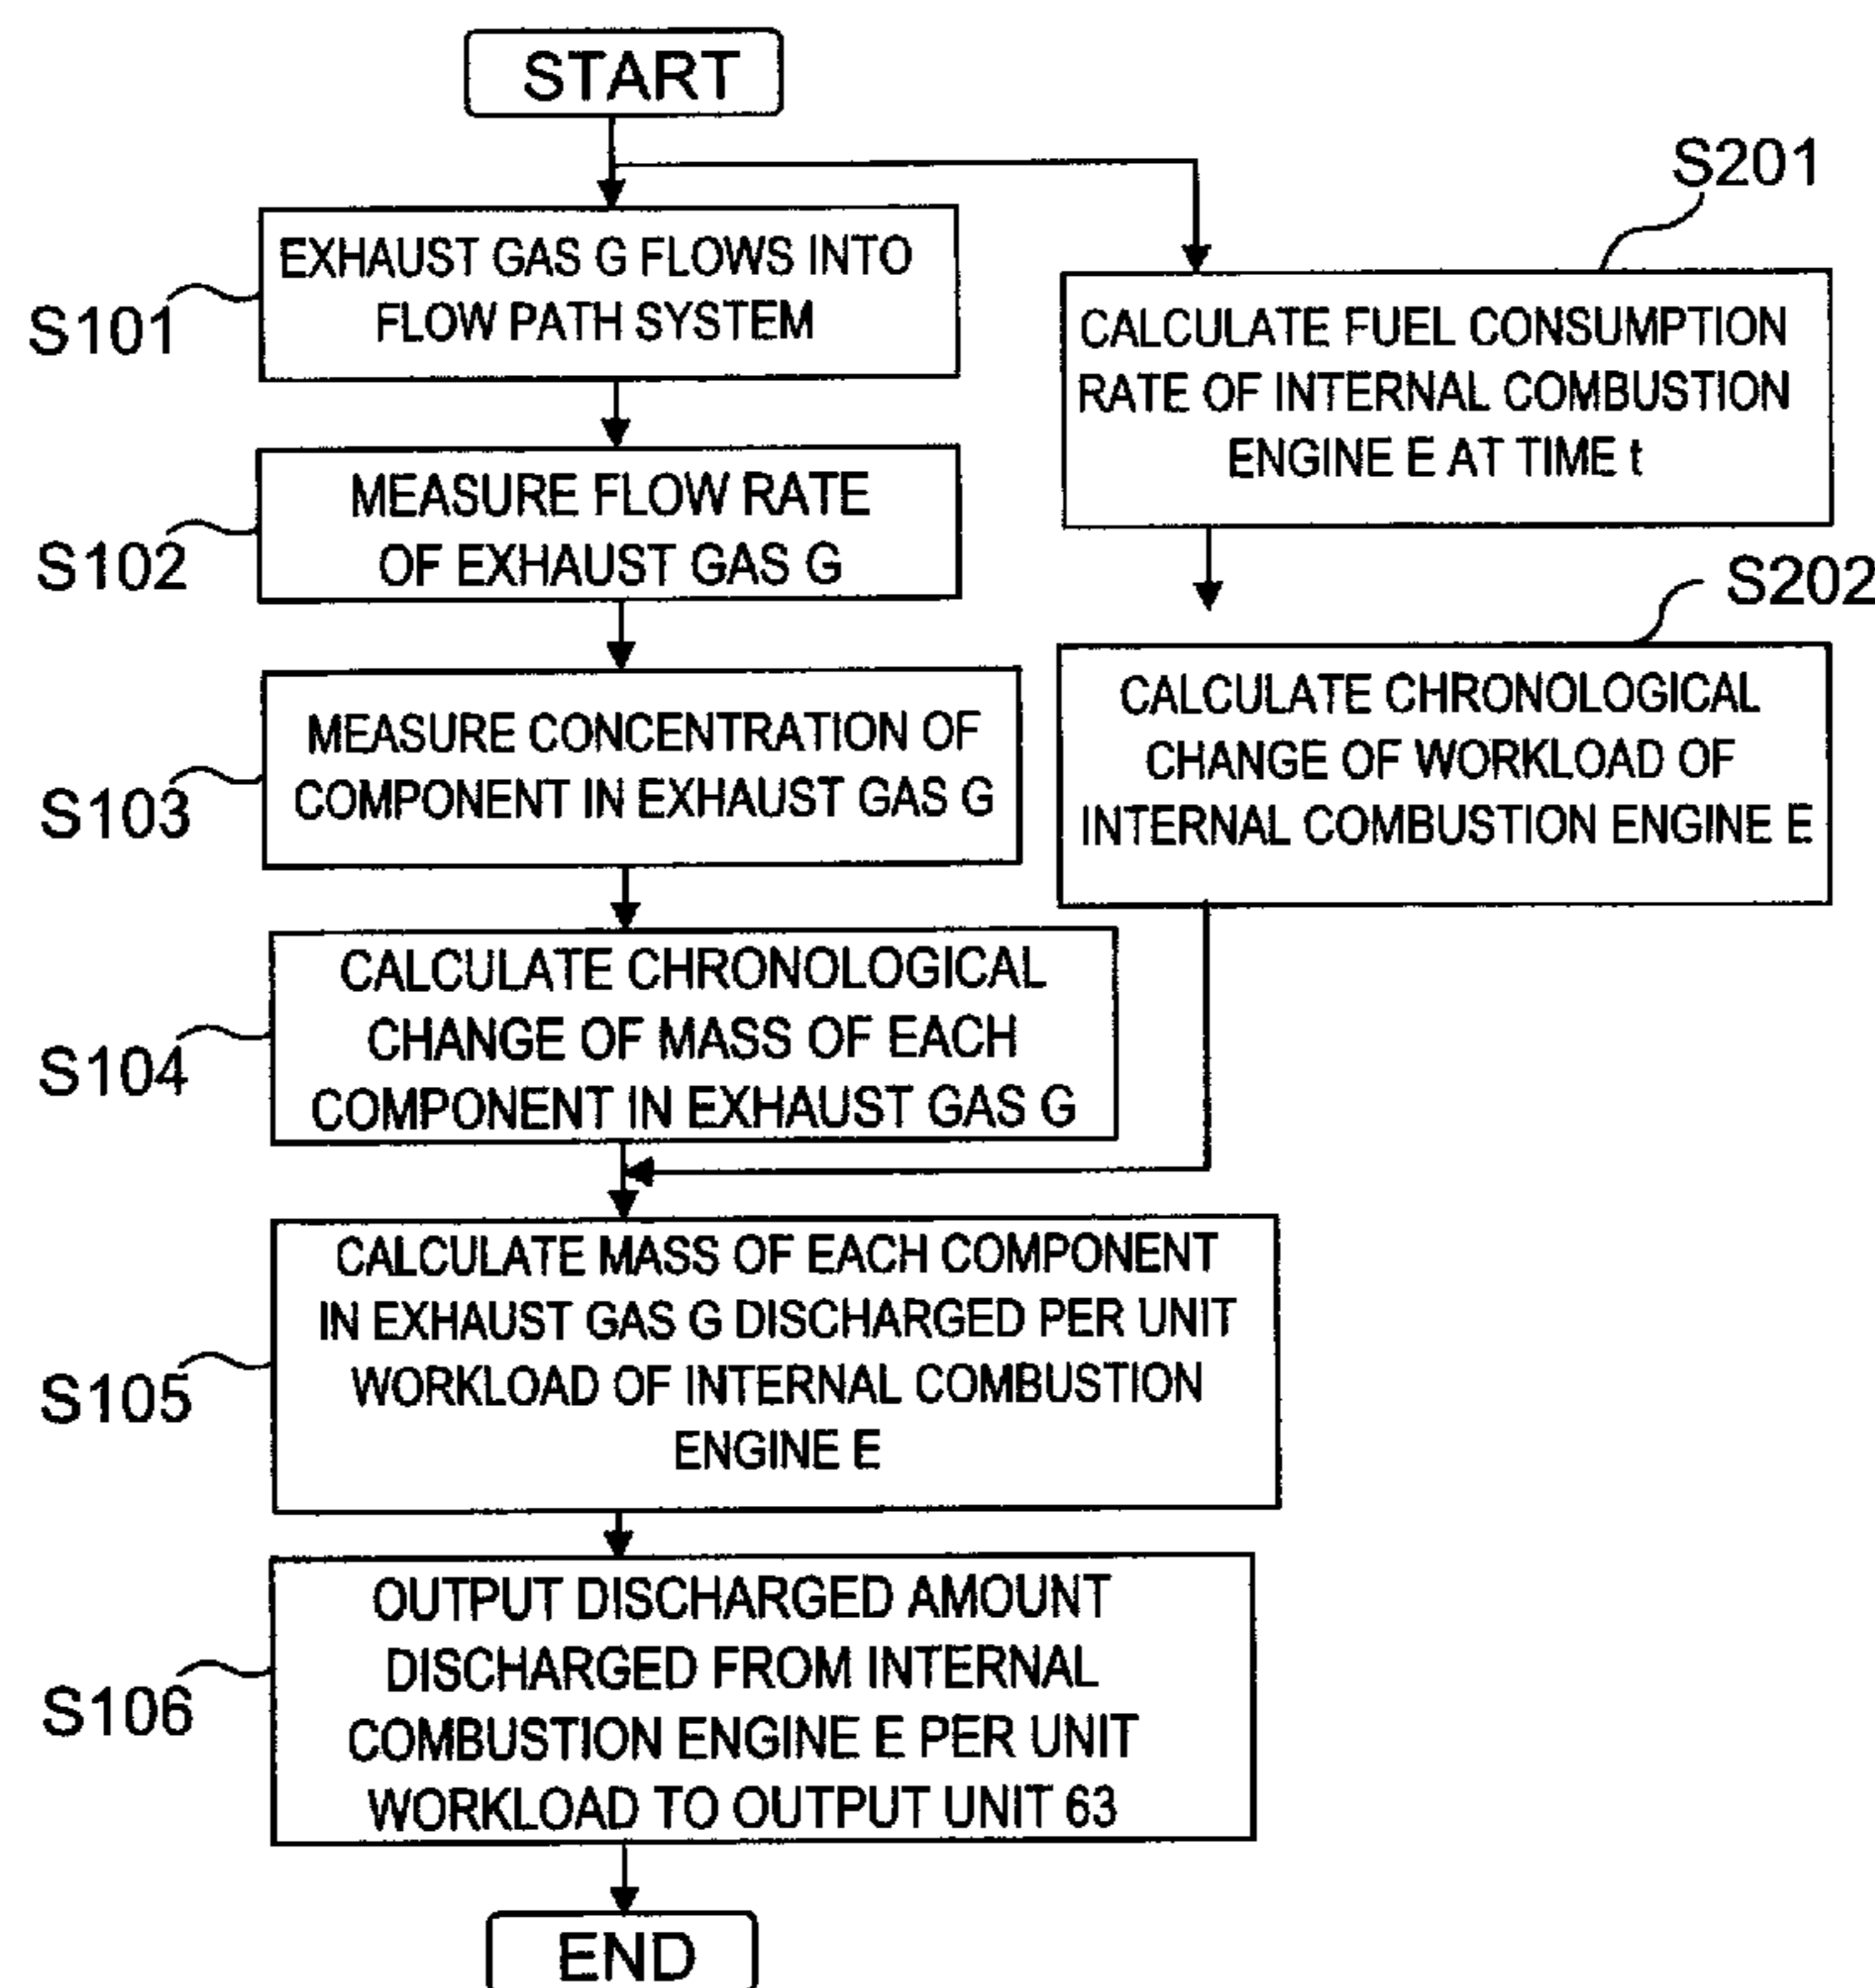 START
S201
EXHAUST GAS G FLOWS INTO
FLOW PATH SYSTEM
S101
CALCULATE FUEL CONSUMPTION
RATE OF INTERNAL COMBUSTION
ENGINE E AT TIME t
MEASURE FLOW RATE
OF EXHAUST GAS G
S102
S202
CALCULATE CHRONOLOGICAL
CHANGE OF WORKLOAD OF
INTERNAL COMBUSTION ENGINE E
MEASURE CONCENTRATION OF
COMPONENT IN EXHAUST GAS G
S103
CALCULATE CHRONOLOGICAL
CHANGE OF MASS OF EACH
COMPONENT IN EXHAUST GAS G
S104
CALCULATE MASS OF EACH COMPONENT
IN EXHAUST GAS G DISCHARGED PER UNIT
WORKLOAD OF INTERNAL COMBUSTION
ENGINE E
S105
OUTPUT DISCHARGED AMOUNT
DISCHARGED FROM INTERNAL
COMBUSTION ENGINE E PER UNIT
WORKLOAD TO OUTPUT UNIT 63
S106
END